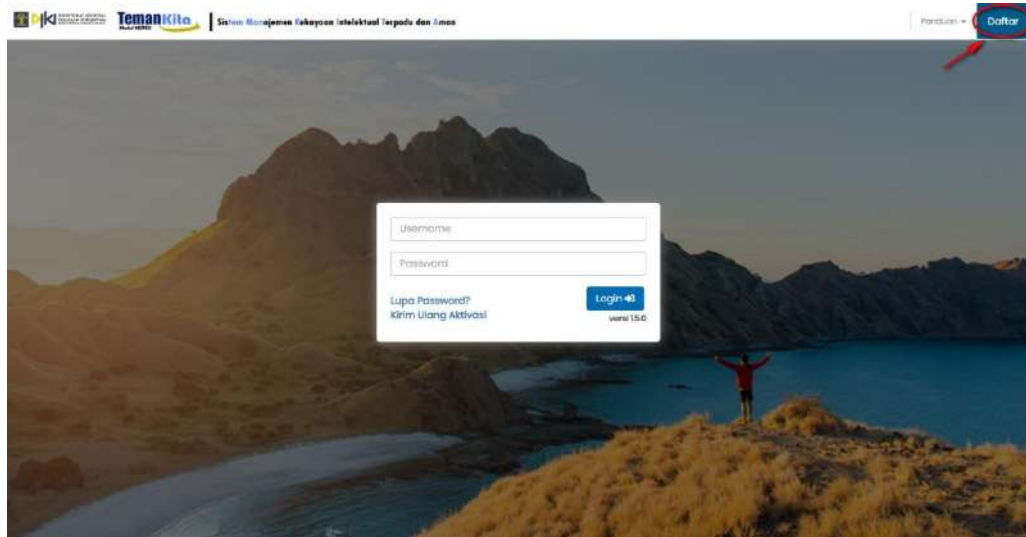 DJKI
TemanKita
Sistem Manajemen Kekayaan Intelektual Terpadu dan Aman
Panduan
Daftar
Username
Password
Lupa Password?
Login
Kirim Ulang Aktivasi
versi 1.5.0